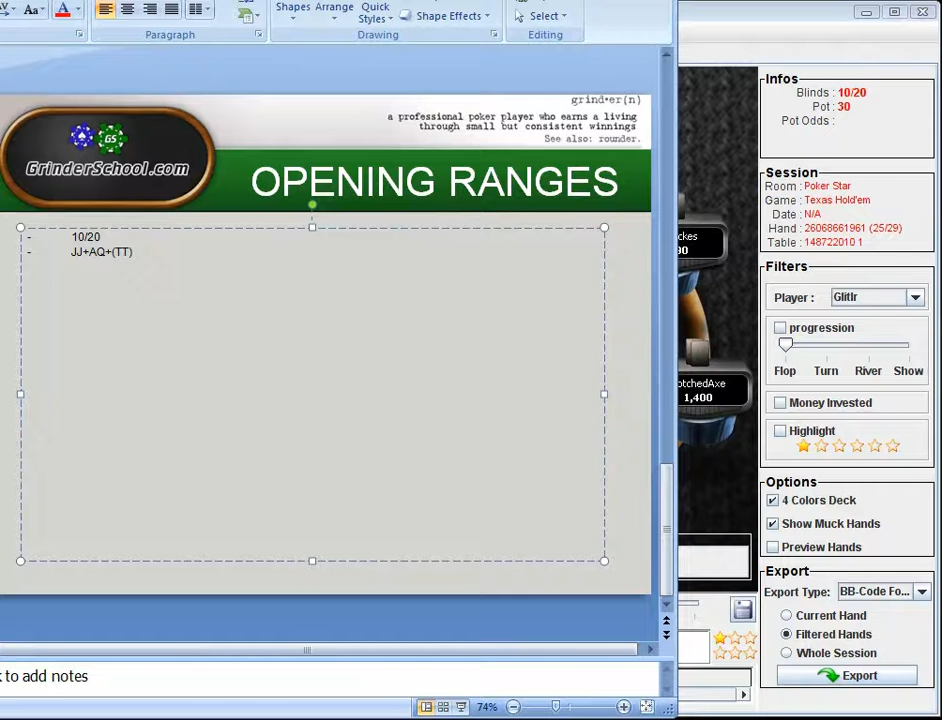 Aa
A
Paragraph
Shapes
Arrange
Quick
Styles
Shape Effects
Drawing
Select
Editing
grind•er(n)
a professional poker player who earns a living
through small but consistent winnings
See also: rounder.
GS
GrinderSchool.com
OPENING RANGES
- 10/20
- JJ+AQ+(TT)
to add notes
74%
1,400
Infos
Blinds : 10/20
Pot : 30
Pot Odds :
Session
Room : Poker Star
Game : Texas Hold'em
Date : N/A
Hand : 26068661961 (25/29)
Table : 148722010 1
Filters
Player : Glitlr
progression
Flop Turn River Show
Money Invested
Highlight
Options
4 Colors Deck
Show Muck Hands
Preview Hands
Export
Export Type: BB-Code Fo...
Current Hand
Filtered Hands
Whole Session
Export